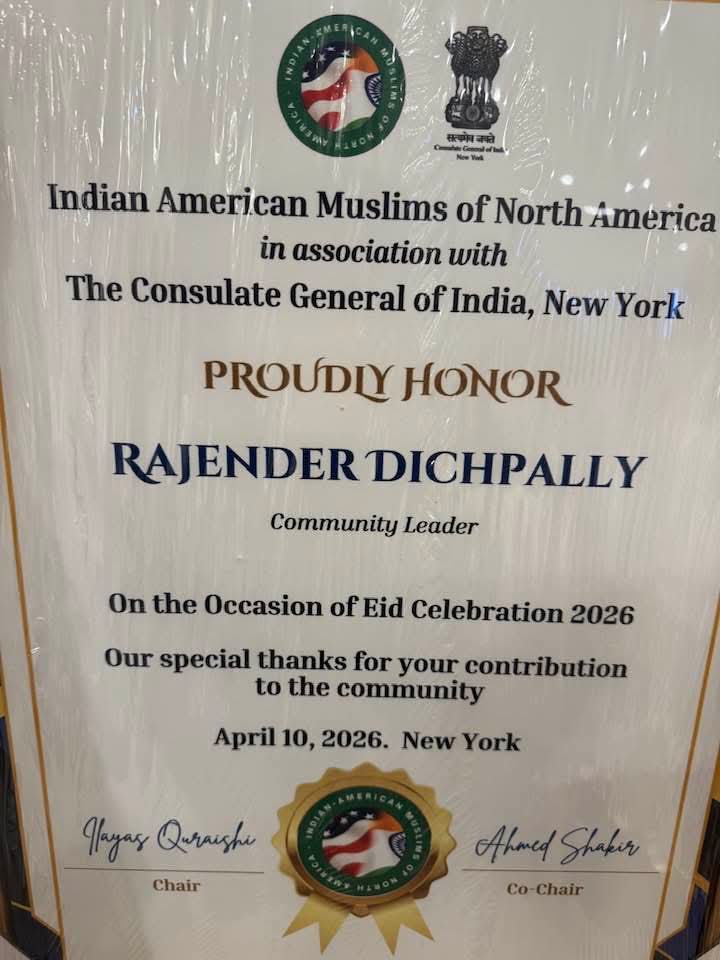 INDIAN-AMERICAN MUSLIMS OF NORTH AMERICA
सत्यमेव जयते
Consulate General of India
New York
Indian American Muslims of North America
in association with
The Consulate General of India, New York
PROUDLY HONOR
RAJENDER DICHPALLY
Community Leader
On the Occasion of Eid Celebration 2026
Our special thanks for your contribution
to the community
April 10, 2026. New York
Ilayas Quraishi
Chair
INDIAN-AMERICAN MUSLIMS OF NORTH AMERICA
Ahmed Shakir
Co-Chair